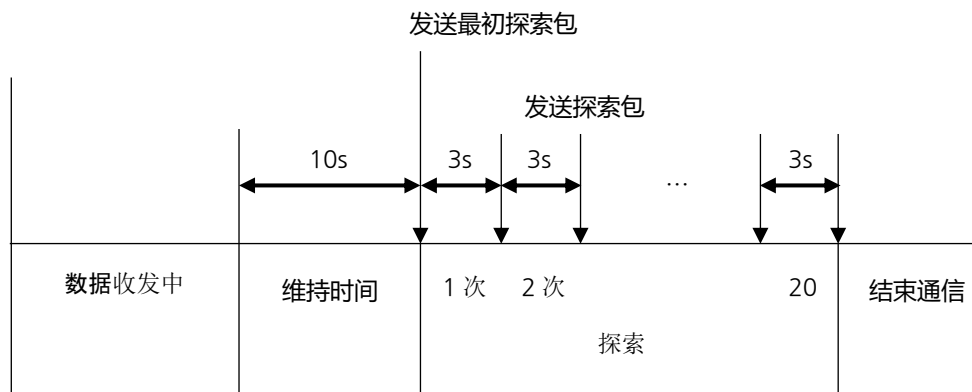 发送最初探索包
发送探索包
10s 3s 3s … 3s
数据收发中 维持时间 1 次 2 次 20 结束通信
探索